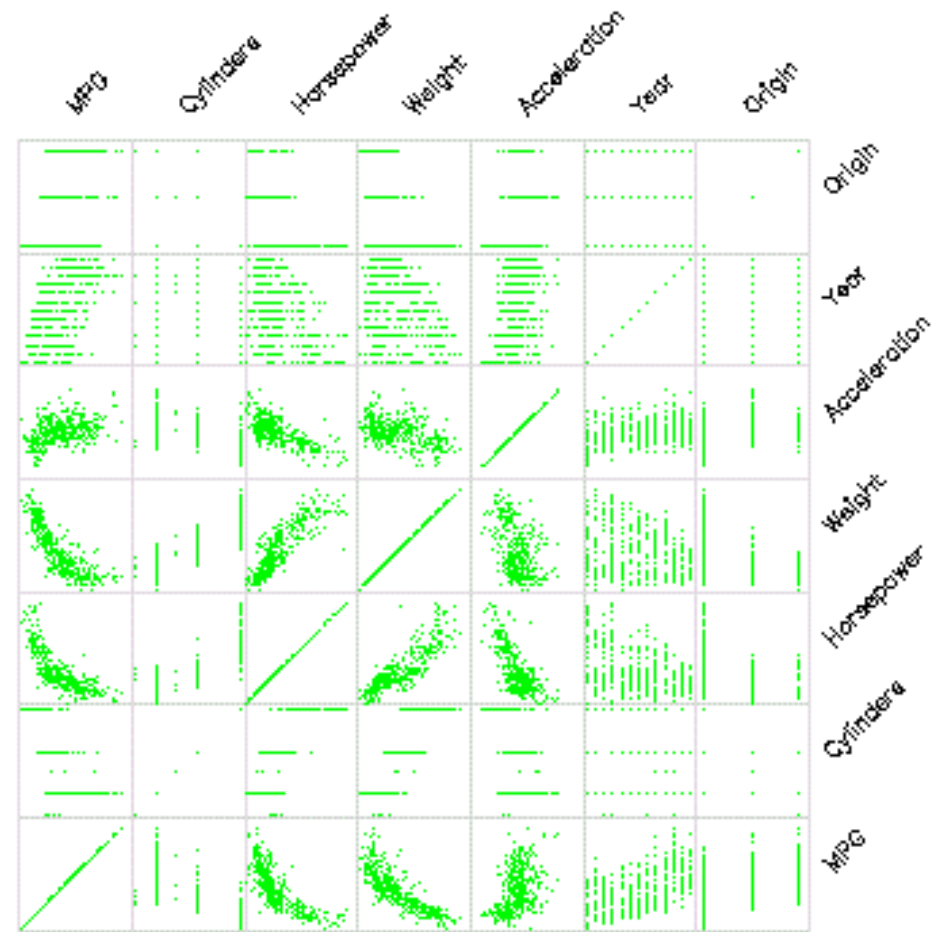 MPG
Cylinders
Horsepower
Weight
Acceleration
Year
Origin
Origin
Year
Acceleration
Weight
Horsepower
Cylinders
MPG